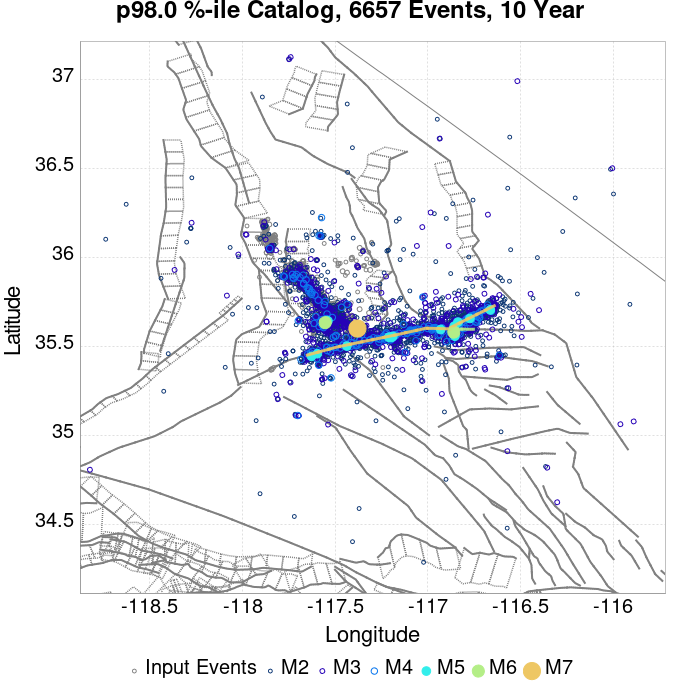 p98.0 %-ile Catalog, 6657 Events, 10 Year
37
36.5
36
35.5
35
34.5
Latitude
-118.5 -118 -117.5 -117 -116.5 -116
Longitude
Input Events M2 M3 M4 M5 M6 M7